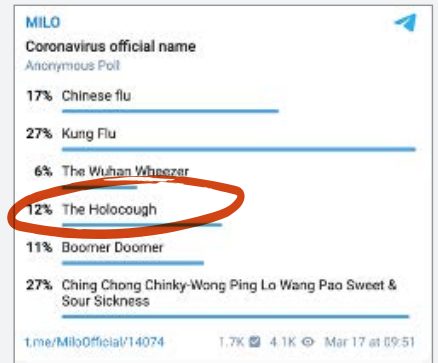 MILO
Coronavirus official name
Anonymous Poll
17% Chinese flu
27% Kung Flu
6% The Wuhan Wheezer
12% The Holocough
11% Boomer Doomer
27% Ching Chong Chinky-Wong Ping Lo Wang Pao Sweet &
Sour Sickness
t.me/MiloOfficial/14074 1.7K 4.1K Mar 17 at 09:51